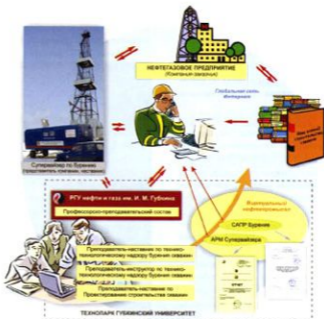 НЕФТЕГАЗОВОЕ ПРЕДПРИЯТИЕ
(Компания заказчик)
Глобальная сеть
Интернет
Супервайзер по бурению
РГУ нефти и газа им. И. М. Губкина
Профессорско-преподавательский состав
Преподаватель-наставник по технико-
технологическому надзору бурения скважин
Преподаватель-инструктор по технико-
технологическому надзору бурения скважин
Преподаватель-наставник по
Проектированию строительства скважин
САПР Бурение
АРМ Супервайзера
ТЕХНОПАРК ГУБКИНСКИЙ УНИВЕРСИТЕТ